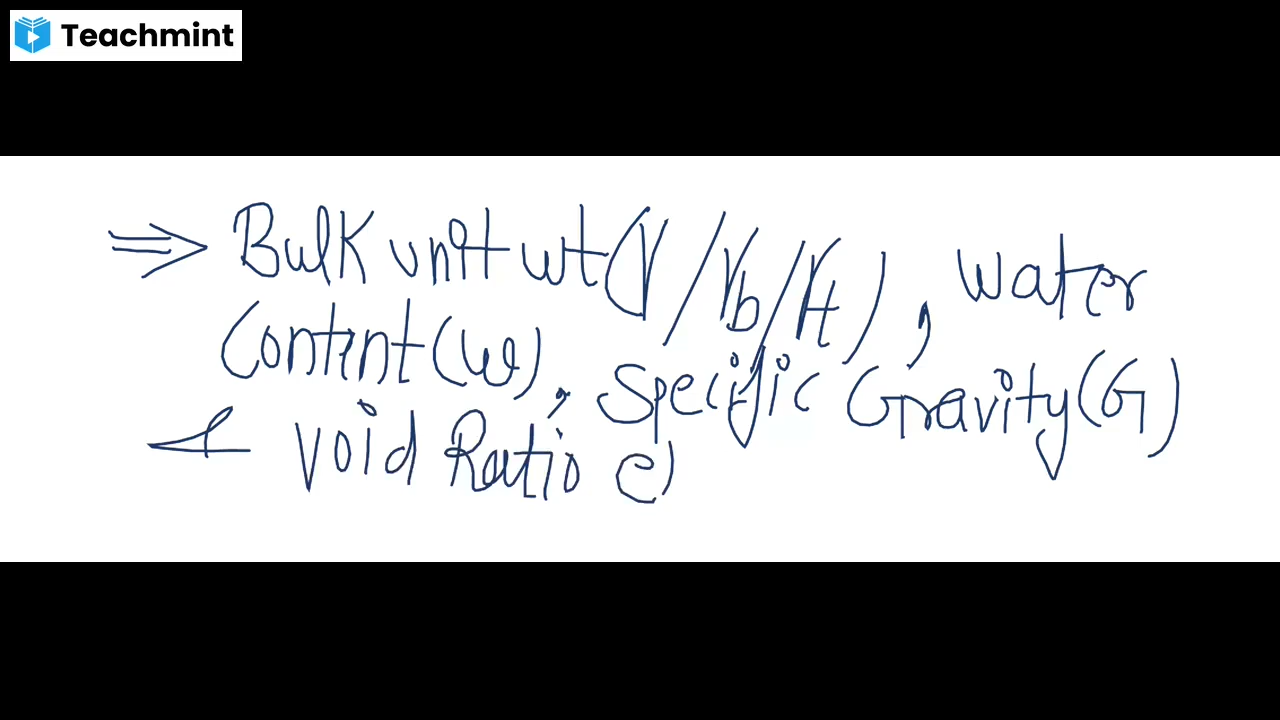 Teachmint
⇒ Bulk unit wt (γ/γb/γt), water
Content (w), Specific Gravity (G)
& Void Ratio e)